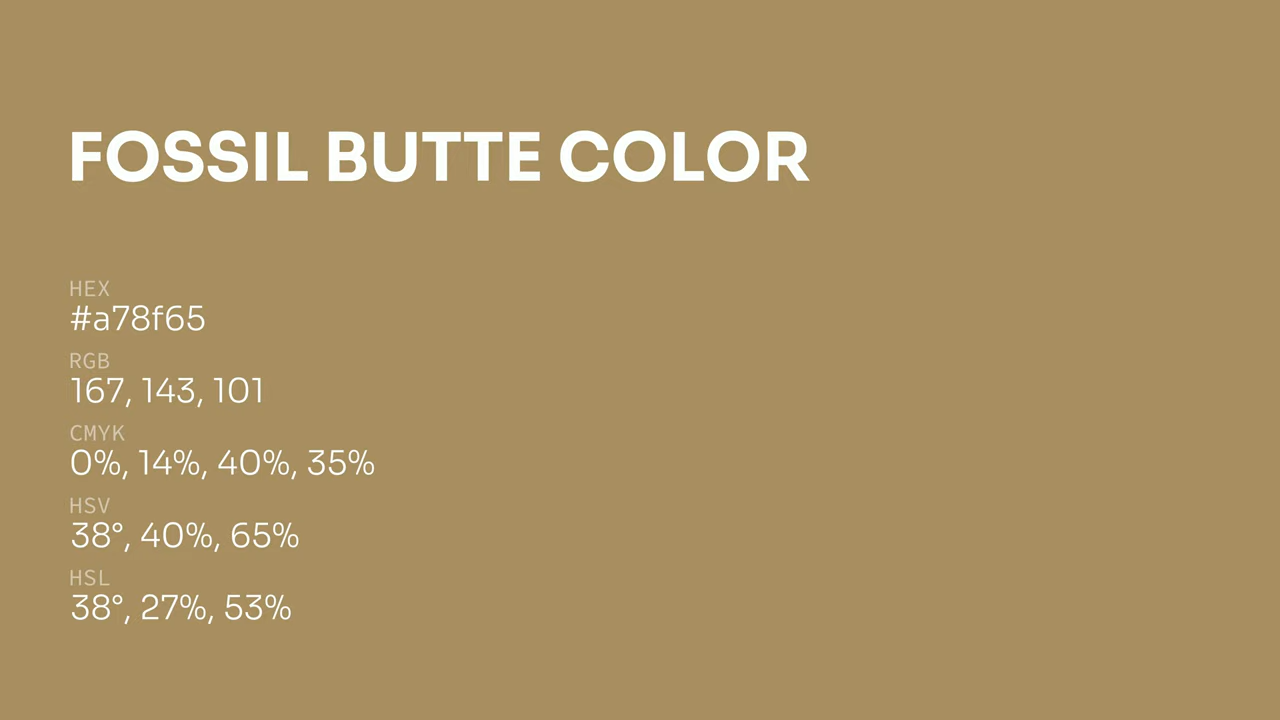 FOSSIL BUTTE COLOR
HEX
#a78f65
RGB
167, 143, 101
CMYK
0%, 14%, 40%, 35%
HSV
38°, 40%, 65%
HSL
38°, 27%, 53%